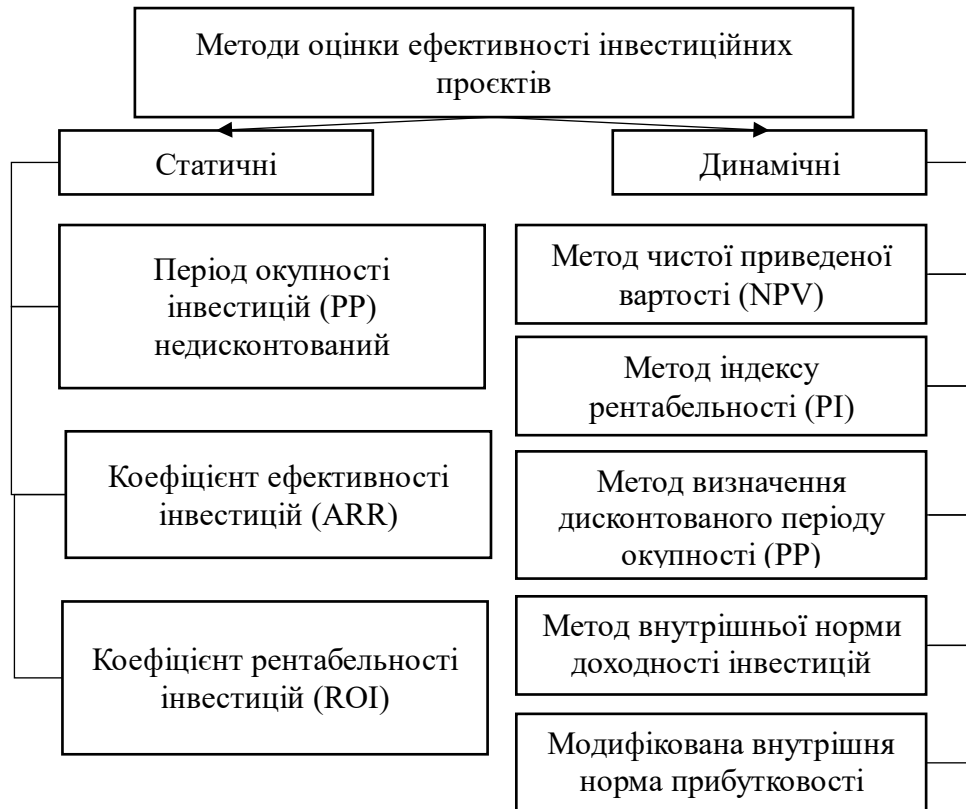 Методи оцінки ефективності інвестиційних
проєктів
Статичні
Динамічні
Період окупності
інвестицій (PP)
недисконтований
Коефіцієнт ефективності
інвестицій (ARR)
Коефіцієнт рентабельності
інвестицій (ROI)
Метод чистої приведеної
вартості (NPV)
Метод індексу
рентабельності (PI)
Метод визначення
дисконтованого періоду
окупності (PP)
Метод внутрішньої норми
доходності інвестицій
Модифікована внутрішня
норма прибутковості